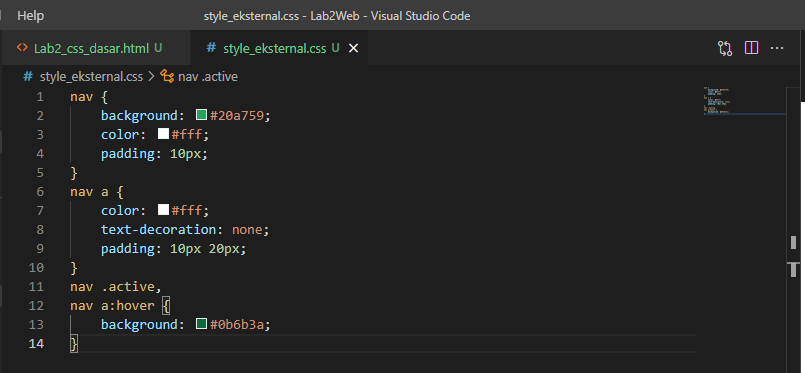 Help
style_eksternal.css - Lab2Web - Visual Studio Code
<> Lab2_css_dasar.html U
# style_eksternal.css U ×
# style_eksternal.css > nav .active
1 nav {
2 background: #20a759;
3 color: #fff;
4 padding: 10px;
5 }
6 nav a {
7 color: #fff;
8 text-decoration: none;
9 padding: 10px 20px;
10 }
11 nav .active,
12 nav a:hover {
13 background: #0b6b3a;
14 }